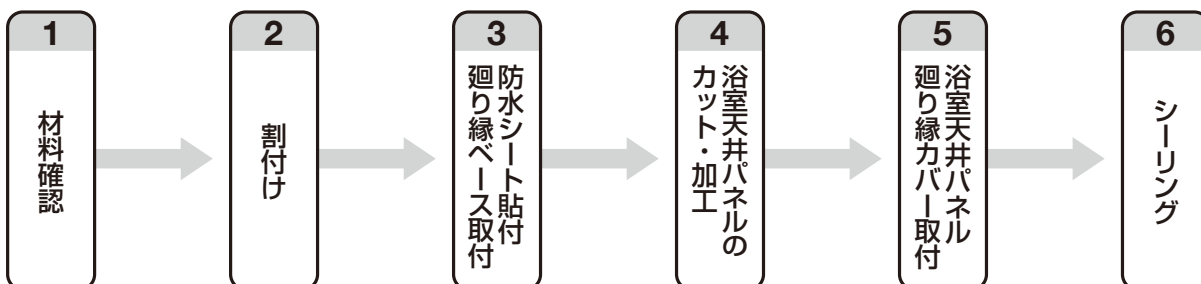 1
材料確認
2
割付け
3
防水シート貼付
廻り縁ベース取付
4
浴室天井パネルの
カット・加工
5
浴室天井パネル
廻り縁カバー取付
6
シーリング